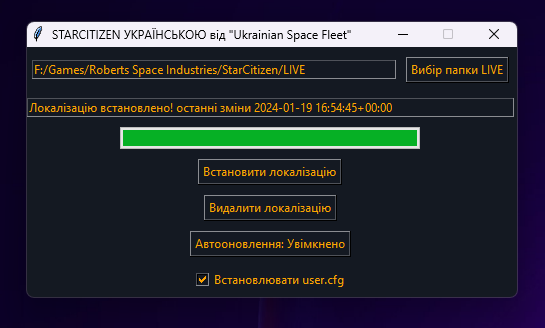 STARCITIZEN УКРАЇНСЬКОЮ від "Ukrainian Space Fleet"
F:/Games/Roberts Space Industries/StarCitizen/LIVE
Вибір папки LIVE
Локалізацію встановлено! останні зміни 2024-01-19 16:54:45+00:00
Встановити локалізацію
Видалити локалізацію
Автооновлення: Увімкнено
Встановлювати user.cfg